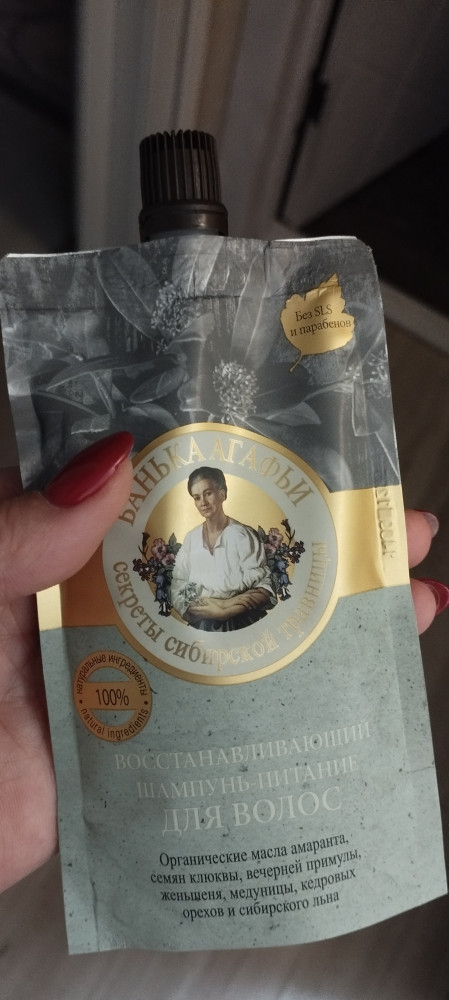 Без SLS
и парабенов
БАНЬКА АГАФЬИ
секреты сибирской травницы
натуральные ингредиенты
100%
natural ingredients
ВОССТАНАВЛИВАЮЩИЙ
ШАМПУНЬ-ПИТАНИЕ
ДЛЯ ВОЛОС
Органические масла амаранта,
семян клюквы, вечерней примулы,
женьшеня, медуницы, кедровых
орехов и сибирского льна